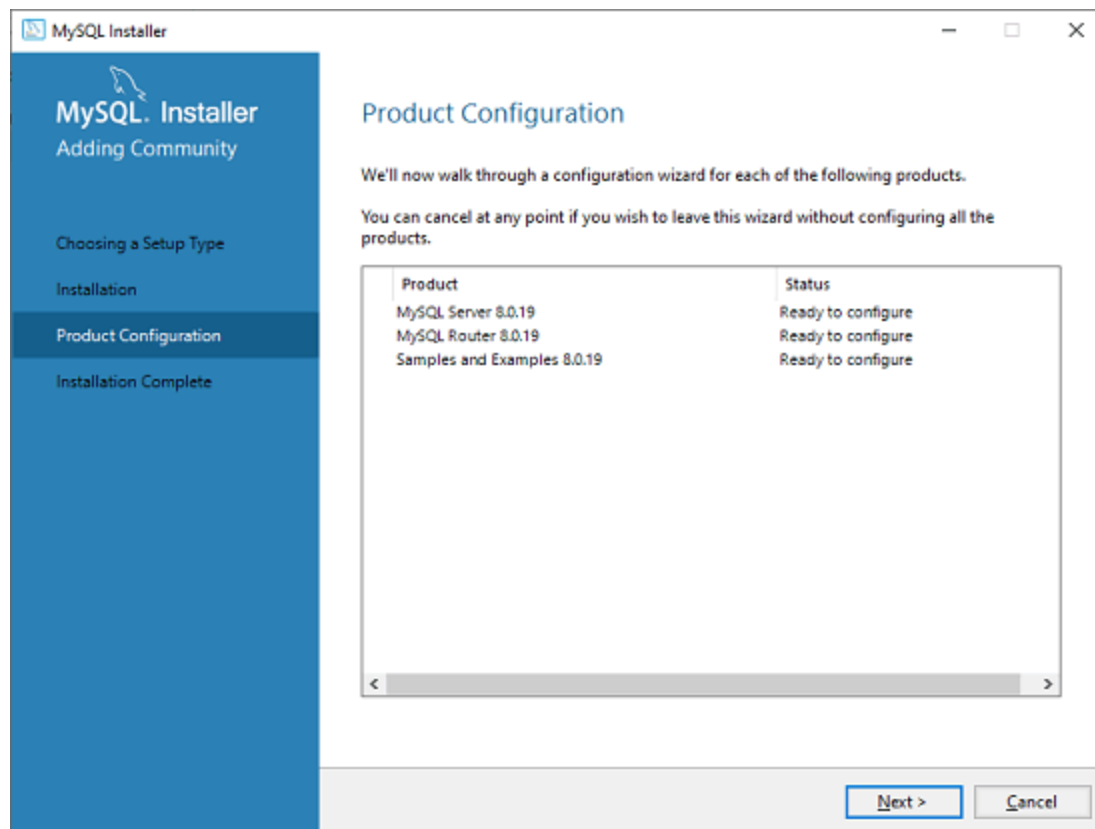 MySQL Installer
MySQL. Installer
Adding Community
Choosing a Setup Type
Installation
Product Configuration
Installation Complete
Product Configuration
We'll now walk through a configuration wizard for each of the following products.
You can cancel at any point if you wish to leave this wizard without configuring all the
products.
Product Status
MySQL Server 8.0.19 Ready to configure
MySQL Router 8.0.19 Ready to configure
Samples and Examples 8.0.19 Ready to configure
Next > Cancel